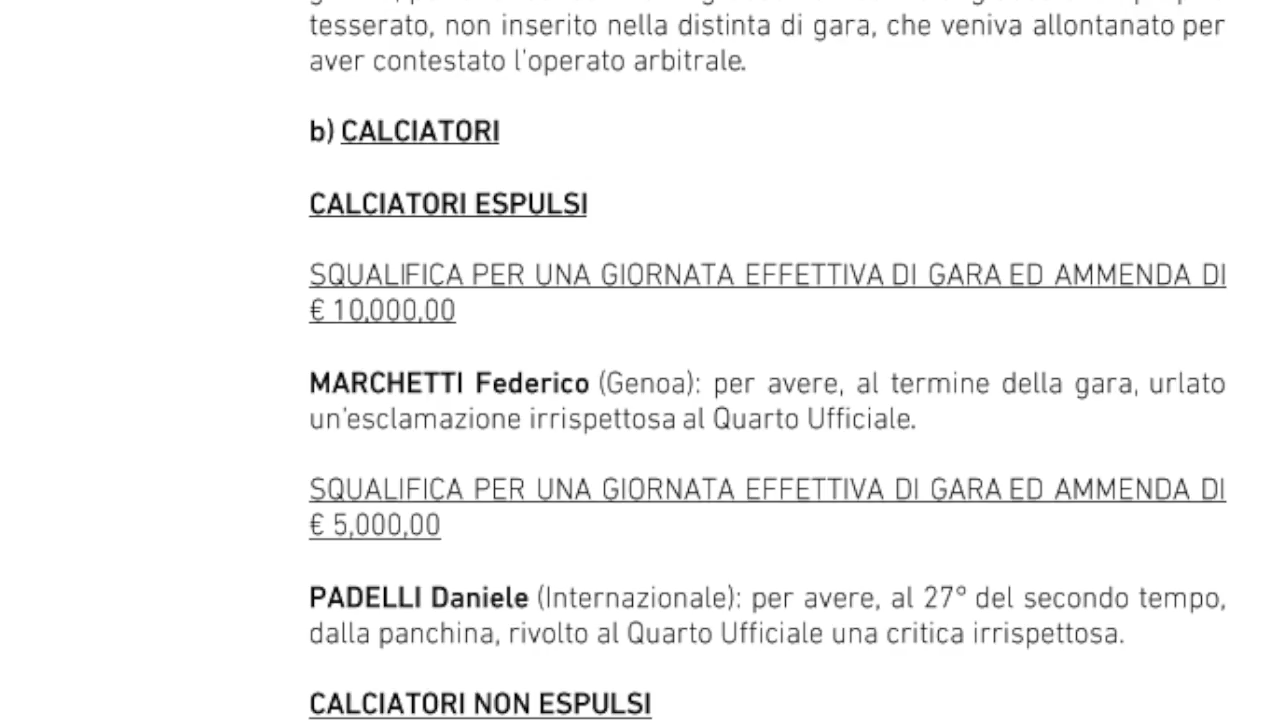 tesserato, non inserito nella distinta di gara, che veniva allontanato per
aver contestato l'operato arbitrale.
b) CALCIATORI
CALCIATORI ESPULSI
SQUALIFICA PER UNA GIORNATA EFFETTIVA DI GARA ED AMMENDA DI
€ 10,000,00
MARCHETTI Federico (Genoa): per avere, al termine della gara, urlato
un'esclamazione irrispettosa al Quarto Ufficiale.
SQUALIFICA PER UNA GIORNATA EFFETTIVA DI GARA ED AMMENDA DI
€ 5,000,00
PADELLI Daniele (Internazionale): per avere, al 27° del secondo tempo,
dalla panchina, rivolto al Quarto Ufficiale una critica irrispettosa.
CALCIATORI NON ESPULSI